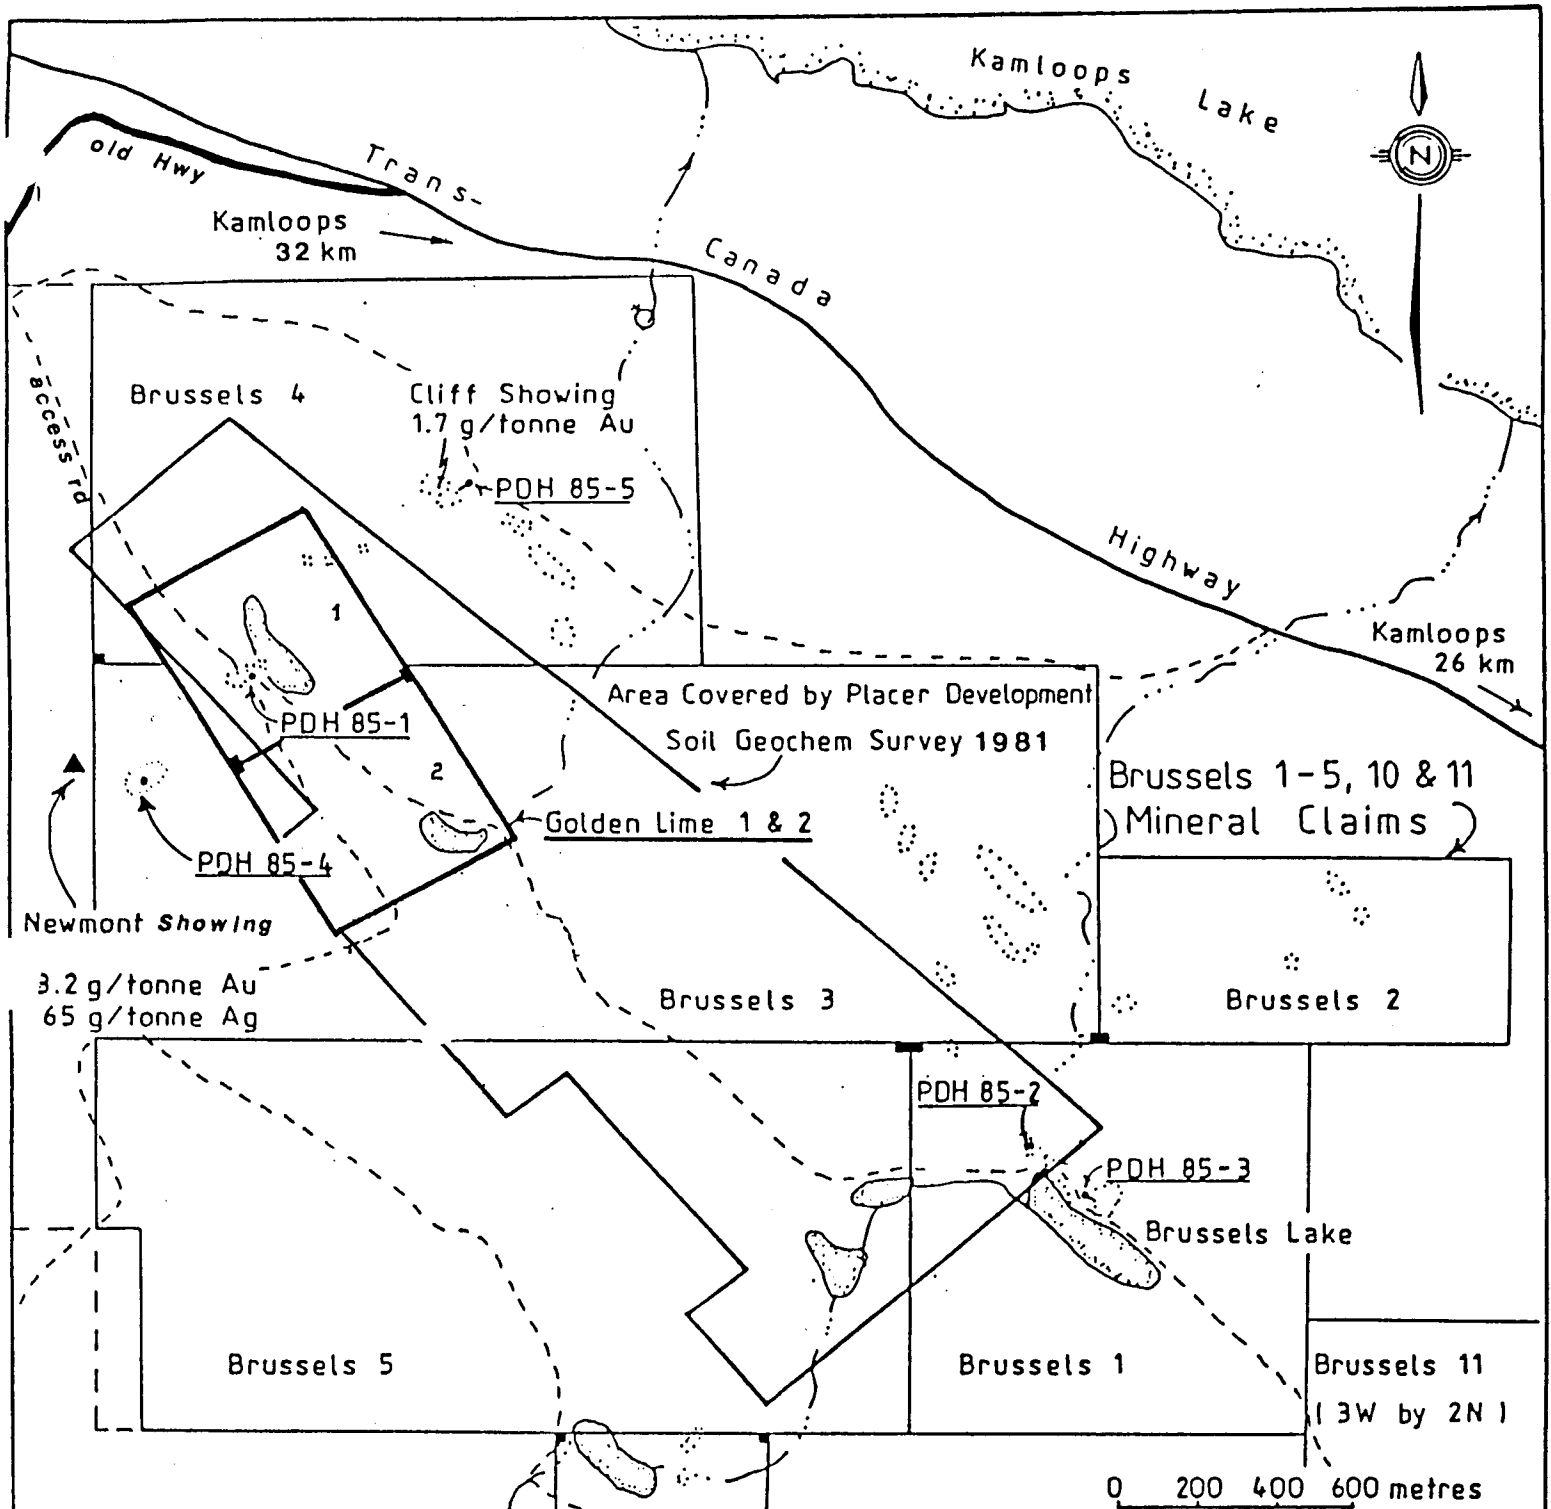 Kamloops
Lake
N
old Hwy
Trans-
Canada
Highway
Kamloops
32 km
access rd
Brussels 4
Cliff Showing
1.7 g/tonne Au
PDH 85-5
1
Kamloops
26 km
Area Covered by Placer Development
Soil Geochem Survey 1981
PDH 85-1
2
Brussels 1-5, 10 & 11
Mineral Claims
Golden Lime 1 & 2
PDH 85-4
Newmont Showing
3.2 g/tonne Au
65 g/tonne Ag
Brussels 3
Brussels 2
PDH 85-2
PDH 85-3
Brussels Lake
Brussels 5
Brussels 1
Brussels 11
( 3W by 2N )
0 200 400 600 metres